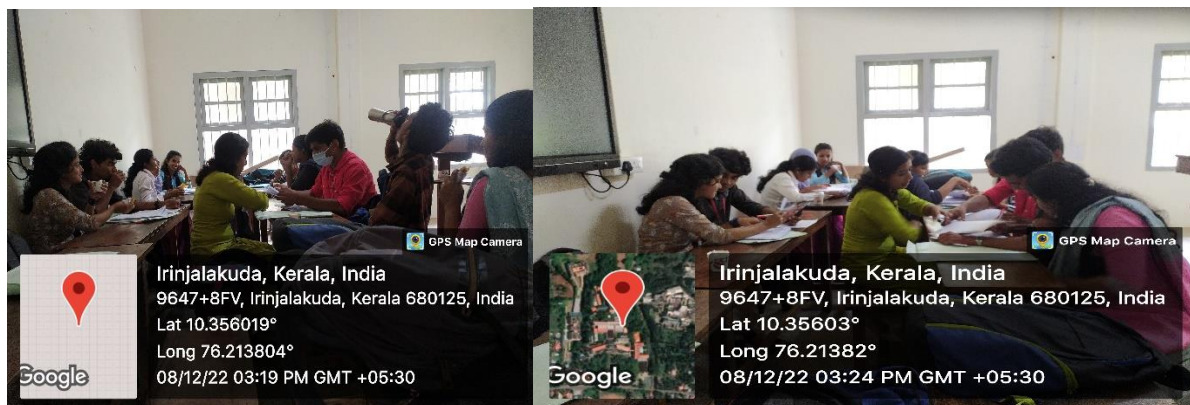 GPS Map Camera
Irinjalakuda, Kerala, India
9647+8FV, Irinjalakuda, Kerala 680125, India
Lat 10.356019°
Long 76.213804°
08/12/22 03:19 PM GMT +05:30
Google
GPS Map Camera
Irinjalakuda, Kerala, India
9647+8FV, Irinjalakuda, Kerala 680125, India
Lat 10.35603°
Long 76.21382°
08/12/22 03:24 PM GMT +05:30
Google